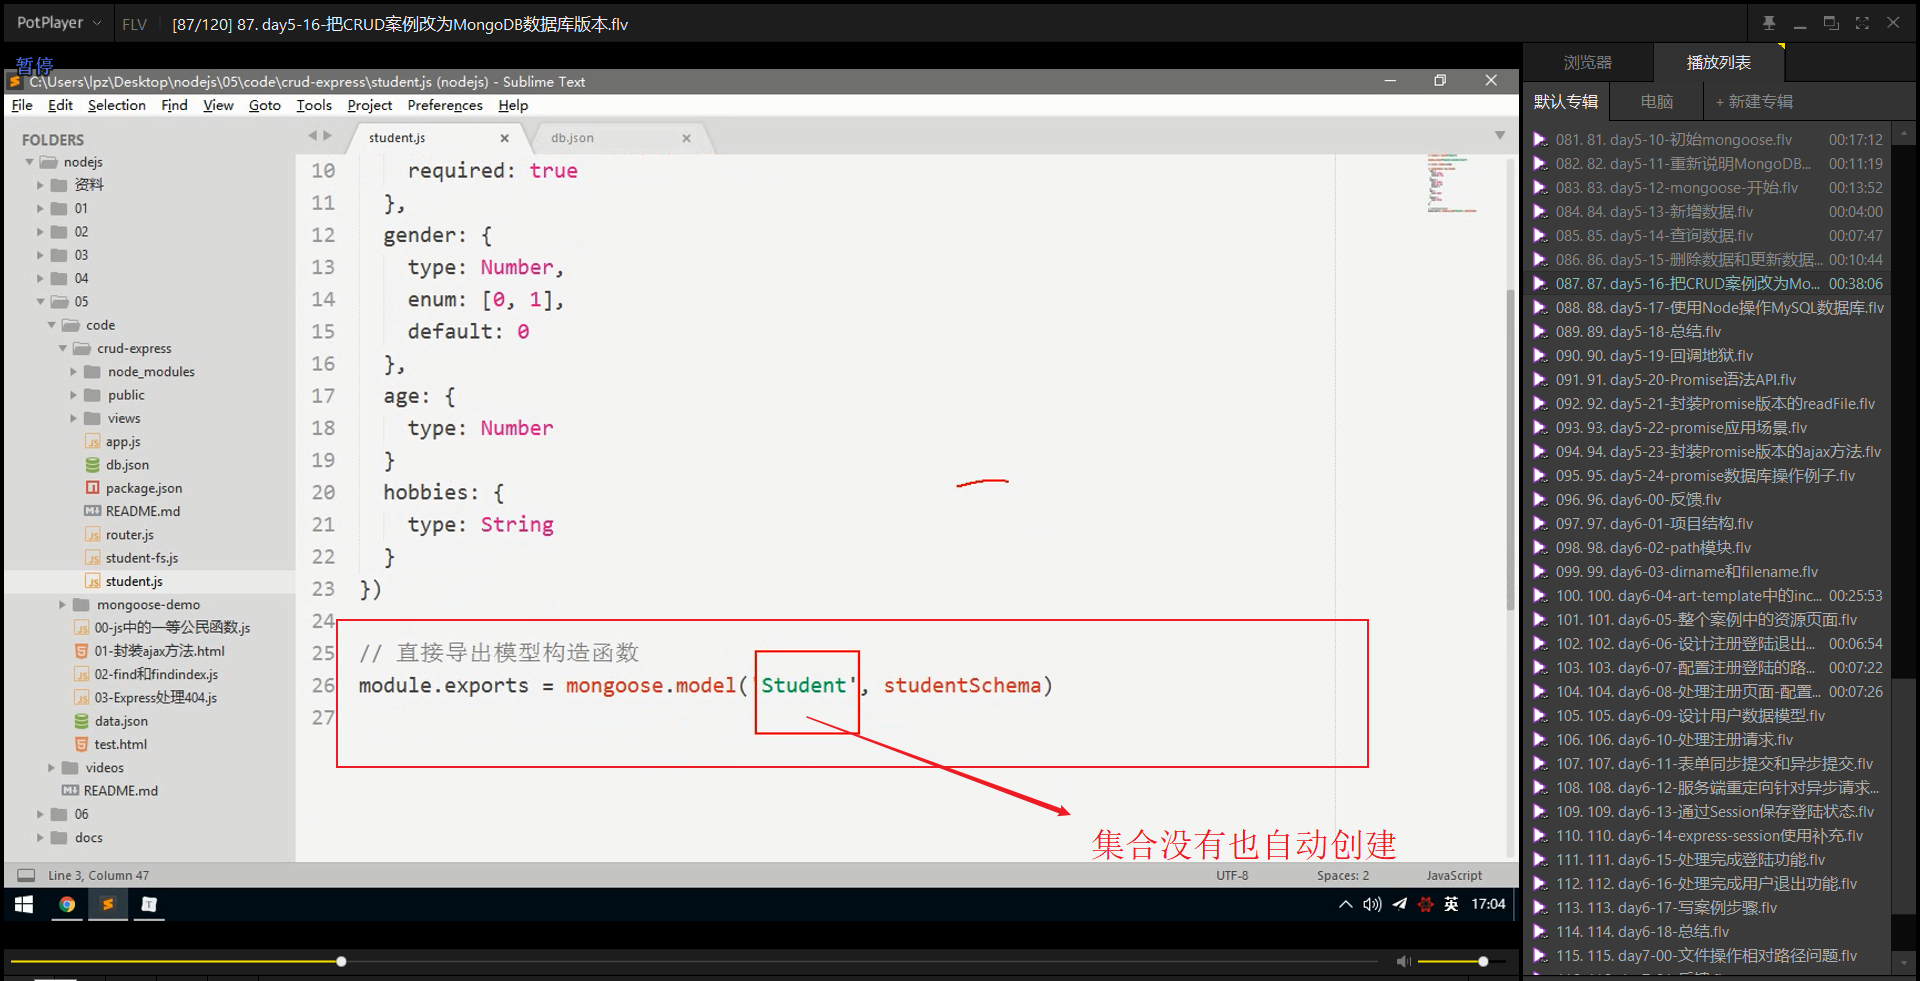 PotPlayer
FLV
[87/120] 87. day5-16-把CRUD案例改为MongoDB数据库版本.flv
暂停
C:\Users\lpz\Desktop\nodejs\05\code\crud-express\student.js (nodejs) - Sublime Text
File Edit Selection Find View Goto Tools Project Preferences Help
FOLDERS
nodejs
资料
01
02
03
04
05
code
crud-express
node_modules
public
views
app.js
db.json
package.json
README.md
router.js
student-fs.js
student.js
mongoose-demo
00-js中的一等公民函数.js
01-封装ajax方法.html
02-find和findindex.js
03-Express处理404.js
data.json
test.html
videos
README.md
06
docs
student.js
db.json
10 required: true
11 },
12 gender: {
13 type: Number,
14 enum: [0, 1],
15 default: 0
16 },
17 age: {
18 type: Number
19 }
20 hobbies: {
21 type: String
22 }
23 })
24
25 // 直接导出模型构造函数
26 module.exports = mongoose.model('Student', studentSchema)
27
集合没有也自动创建
Line 3, Column 47
UTF-8
Spaces: 2
JavaScript
英
17:04
浏览器
播放列表
默认专辑
电脑
+ 新建专辑
081. 81. day5-10-初始mongoose.flv 00:17:12
082. 82. day5-11-重新说明MongoDB... 00:11:19
083. 83. day5-12-mongoose-开始.flv 00:13:52
084. 84. day5-13-新增数据.flv 00:04:00
085. 85. day5-14-查询数据.flv 00:07:47
086. 86. day5-15-删除数据和更新数据... 00:10:44
087. 87. day5-16-把CRUD案例改为Mo... 00:38:06
088. 88. day5-17-使用Node操作MySQL数据库.flv
089. 89. day5-18-总结.flv
090. 90. day5-19-回调地狱.flv
091. 91. day5-20-Promise语法API.flv
092. 92. day5-21-封装Promise版本的readFile.flv
093. 93. day5-22-promise应用场景.flv
094. 94. day5-23-封装Promise版本的ajax方法.flv
095. 95. day5-24-promise数据库操作例子.flv
096. 96. day6-00-反馈.flv
097. 97. day6-01-项目结构.flv
098. 98. day6-02-path模块.flv
099. 99. day6-03-dirname和filename.flv
100. 100. day6-04-art-template中的inc... 00:25:53
101. 101. day6-05-整个案例中的资源页面.flv
102. 102. day6-06-设计注册登陆退出... 00:06:54
103. 103. day6-07-配置注册登陆的路... 00:07:22
104. 104. day6-08-处理注册页面-配置... 00:07:26
105. 105. day6-09-设计用户数据模型.flv
106. 106. day6-10-处理注册请求.flv
107. 107. day6-11-表单同步提交和异步提交.flv
108. 108. day6-12-服务端重定向针对异步请求...
109. 109. day6-13-通过Session保存登陆状态.flv
110. 110. day6-14-express-session使用补充.flv
111. 111. day6-15-处理完成登陆功能.flv
112. 112. day6-16-处理完成用户退出功能.flv
113. 113. day6-17-写案例步骤.flv
114. 114. day6-18-总结.flv
115. 115. day7-00-文件操作相对路径问题.flv